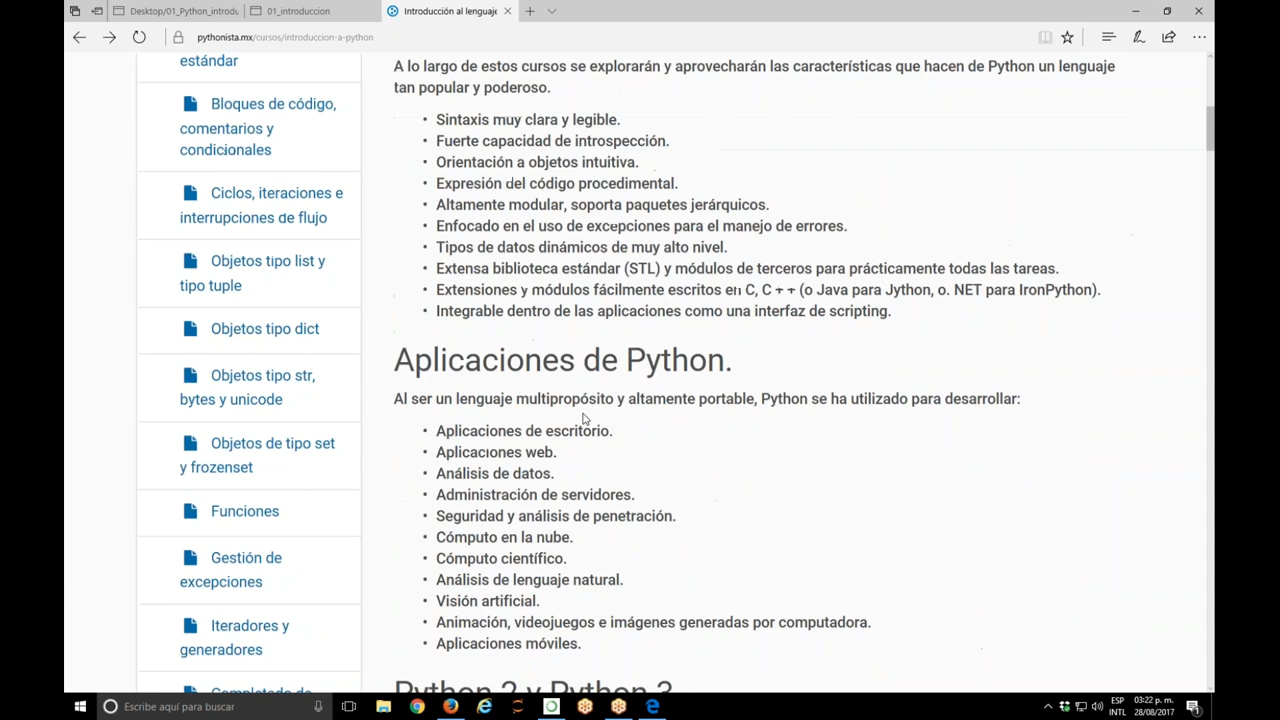 Desktop/01_Python_introdu
01_introduccion
Introducción al lenguaje
pythonista.mx/cursos/introduccion-a-python
estándar
Bloques de código,
comentarios y
condicionales
Ciclos, iteraciones e
interrupciones de flujo
Objetos tipo list y
tipo tuple
Objetos tipo dict
Objetos tipo str,
bytes y unicode
Objetos de tipo set
y frozenset
Funciones
Gestión de
excepciones
Iteradores y
generadores
Completado de
A lo largo de estos cursos se explorarán y aprovecharán las características que hacen de Python un lenguaje
tan popular y poderoso.
• Sintaxis muy clara y legible.
• Fuerte capacidad de introspección.
• Orientación a objetos intuitiva.
• Expresión del código procedimental.
• Altamente modular, soporta paquetes jerárquicos.
• Enfocado en el uso de excepciones para el manejo de errores.
• Tipos de datos dinámicos de muy alto nivel.
• Extensa biblioteca estándar (STL) y módulos de terceros para prácticamente todas las tareas.
• Extensiones y módulos fácilmente escritos en C, C + + (o Java para Jython, o. NET para IronPython).
• Integrable dentro de las aplicaciones como una interfaz de scripting.
Aplicaciones de Python.
Al ser un lenguaje multipropósito y altamente portable, Python se ha utilizado para desarrollar:
• Aplicaciones de escritorio.
• Aplicaciones web.
• Análisis de datos.
• Administración de servidores.
• Seguridad y análisis de penetración.
• Cómputo en la nube.
• Cómputo científico.
• Análisis de lenguaje natural.
• Visión artificial.
• Animación, videojuegos e imágenes generadas por computadora.
• Aplicaciones móviles.
Python 2 y Python 3
Escribe aquí para buscar
ESP 03:22 p. m.
INTL 28/08/2017